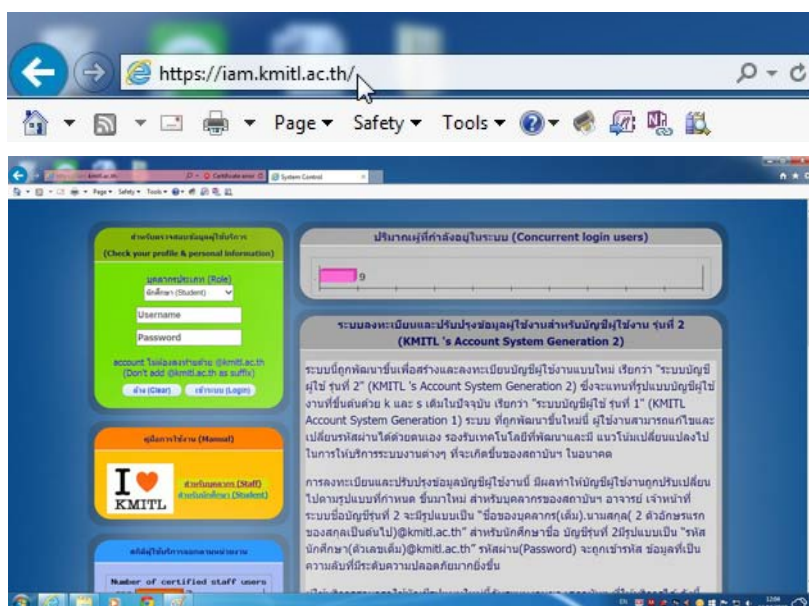 https://iam.kmitl.ac.th/
Page Safety Tools
Certificate error System Control
Page Safety Tools
สำหรับตรวจสอบข้อมูลผู้ใช้บริการ
(Check your profile & personal information)
บุคลากรประเภท (Role)
นักศึกษา (Student)
Username
Password
account ไม่ต้องลงท้ายด้วย @kmitl.ac.th
(Don't add @kmitl.ac.th as suffix)
ล้าง (Clear) เข้าระบบ (Login)
คู่มือการใช้งาน (Manual)
I
KMITL
สำหรับบุคลากร (Staff)
สำหรับนักศึกษา (Student)
Number of certified staff users
ปริมาณผู้ที่กำลังอยู่ในระบบ (Concurrent login users)
9
ระบบลงทะเบียนและปรับปรุงข้อมูลผู้ใช้งานสำหรับบัญชีผู้ใช้งาน รุ่นที่ 2
(KMITL 's Account System Generation 2)
ระบบนี้ถูกพัฒนาขึ้นเพื่อสร้างและลงทะเบียนบัญชีผู้ใช้งานแบบใหม่ เรียกว่า "ระบบบัญชี
ผู้ใช้ รุ่นที่ 2" (KMITL 's Account System Generation 2) ซึ่งจะแทนที่รูปแบบบัญชีผู้ใช้
งานที่ขึ้นต้นด้วย k และ s เดิมในปัจจุบัน เรียกว่า "ระบบบัญชีผู้ใช้ รุ่นที่ 1" (KMITL
Account System Generation 1) ระบบ ที่ถูกพัฒนาขึ้นใหม่นี้ ผู้ใช้งานสามารถแก้ไขและ
เปลี่ยนรหัสผ่านได้ด้วยตนเอง รองรับเทคโนโลยีที่พัฒนาและมี แนวโน้มเปลี่ยนแปลงไป
ในการให้บริการระบบงานต่างๆ ที่จะเกิดขึ้นของสถาบันฯ ในอนาคต
การลงทะเบียนและปรับปรุงข้อมูลบัญชีผู้ใช้งานนี้ มีผลทำให้บัญชีผู้ใช้งานถูกปรับเปลี่ยน
ไปตามรูปแบบที่กำหนด ขึ้นมาใหม่ สำหรับบุคลากรของสถาบันฯ อาจารย์ เจ้าหน้าที่
ระบบชื่อบัญชีรุ่นที่ 2 จะมีรูปแบบเป็น "ชื่อของบุคลากร(เต็ม).นามสกุล( 2 ตัวอักษรแรก
ของสกุลเป็นต้นไป)@kmitl.ac.th" สำหรับนักศึกษาชื่อ บัญชีรุ่นที่ 2มีรูปแบบเป็น "รหัส
นักศึกษา(ตัวเลขเต็ม)@kmitl.ac.th" รหัสผ่าน(Password) จะถูกเข้ารหัส ข้อมูลที่เป็น
ความลับที่มีระดับความปลอดภัยมากยิ่งขึ้น
EN 12:04